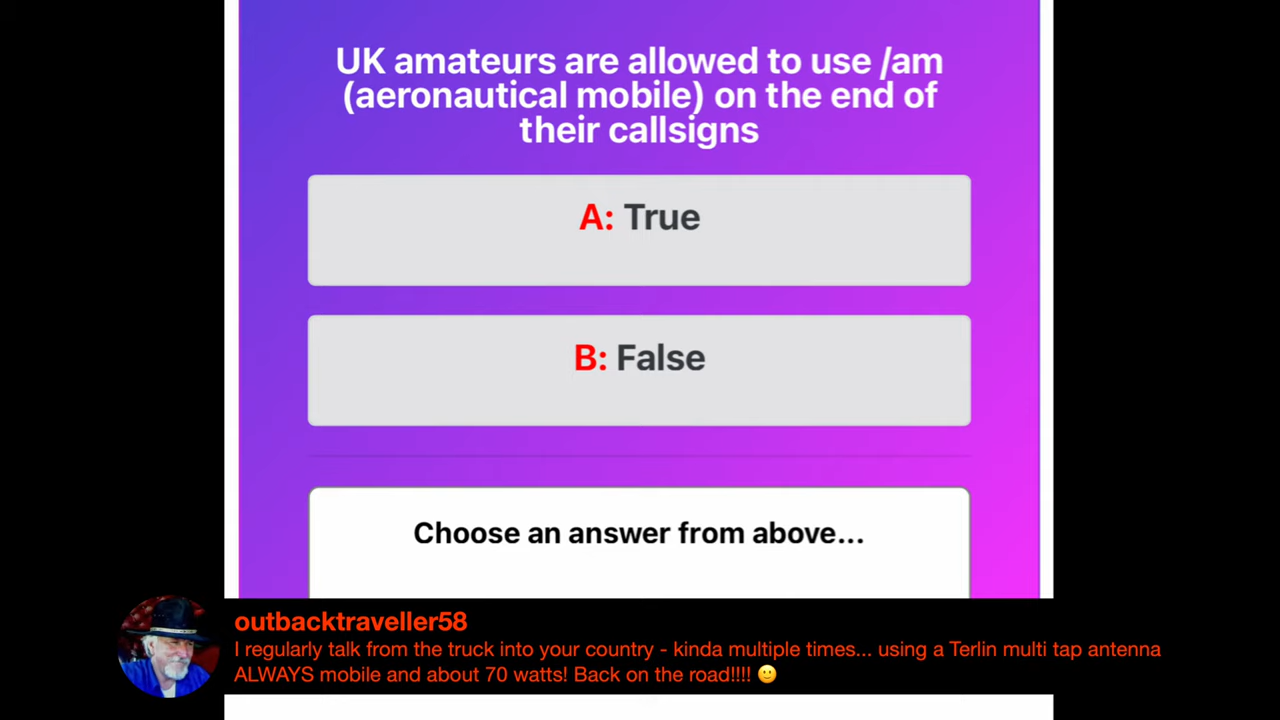 UK amateurs are allowed to use /am
(aeronautical mobile) on the end of
their callsigns
A: True
B: False
Choose an answer from above...
outbacktraveller58
I regularly talk from the truck into your country - kinda multiple times... using a Terlin multi tap antenna
ALWAYS mobile and about 70 watts! Back on the road!!!! 🙂